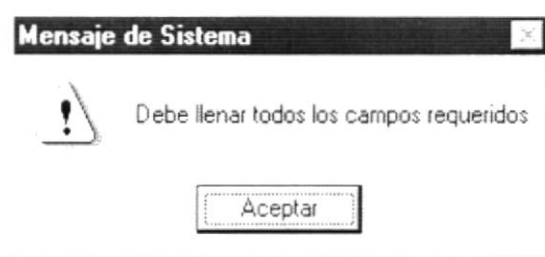 Mensaje de Sistema
Debe llenar todos los campos requeridos
Aceptar